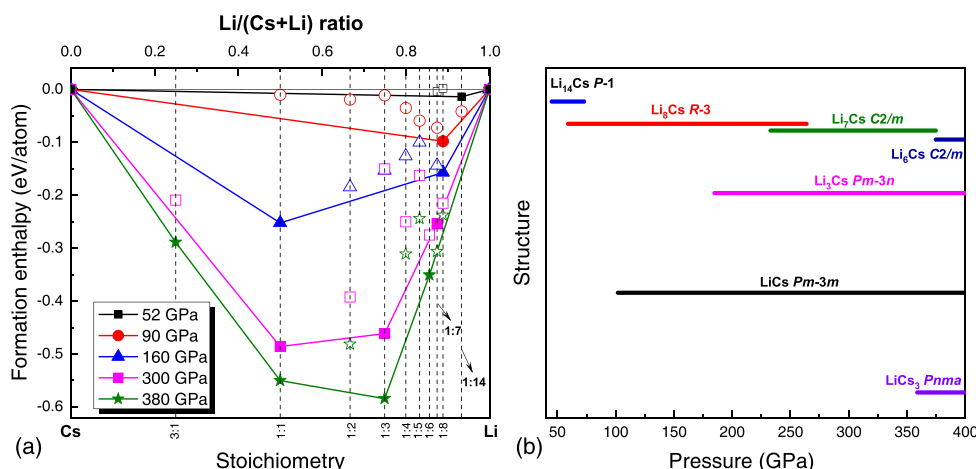 Li/(Cs+Li) ratio
0.0 0.2 0.4 0.6 0.8 1.0
Formation enthalpy (eV/atom)
0.0
-0.1
-0.2
-0.3
-0.4
-0.5
-0.6
52 GPa
90 GPa
160 GPa
300 GPa
380 GPa
1:7
1:14
(a)
Cs
3:1 1:1 1:2 1:3 1:4 1:5 1:6 1:8
Li
Stoichiometry
Structure
Li14Cs P-1
Li8Cs R-3
Li7Cs C2/m
Li6Cs C2/m
Li3Cs Pm-3n
LiCs Pm-3m
LiCs3 Pnma
(b)
50 100 150 200 250 300 350 400
Pressure (GPa)